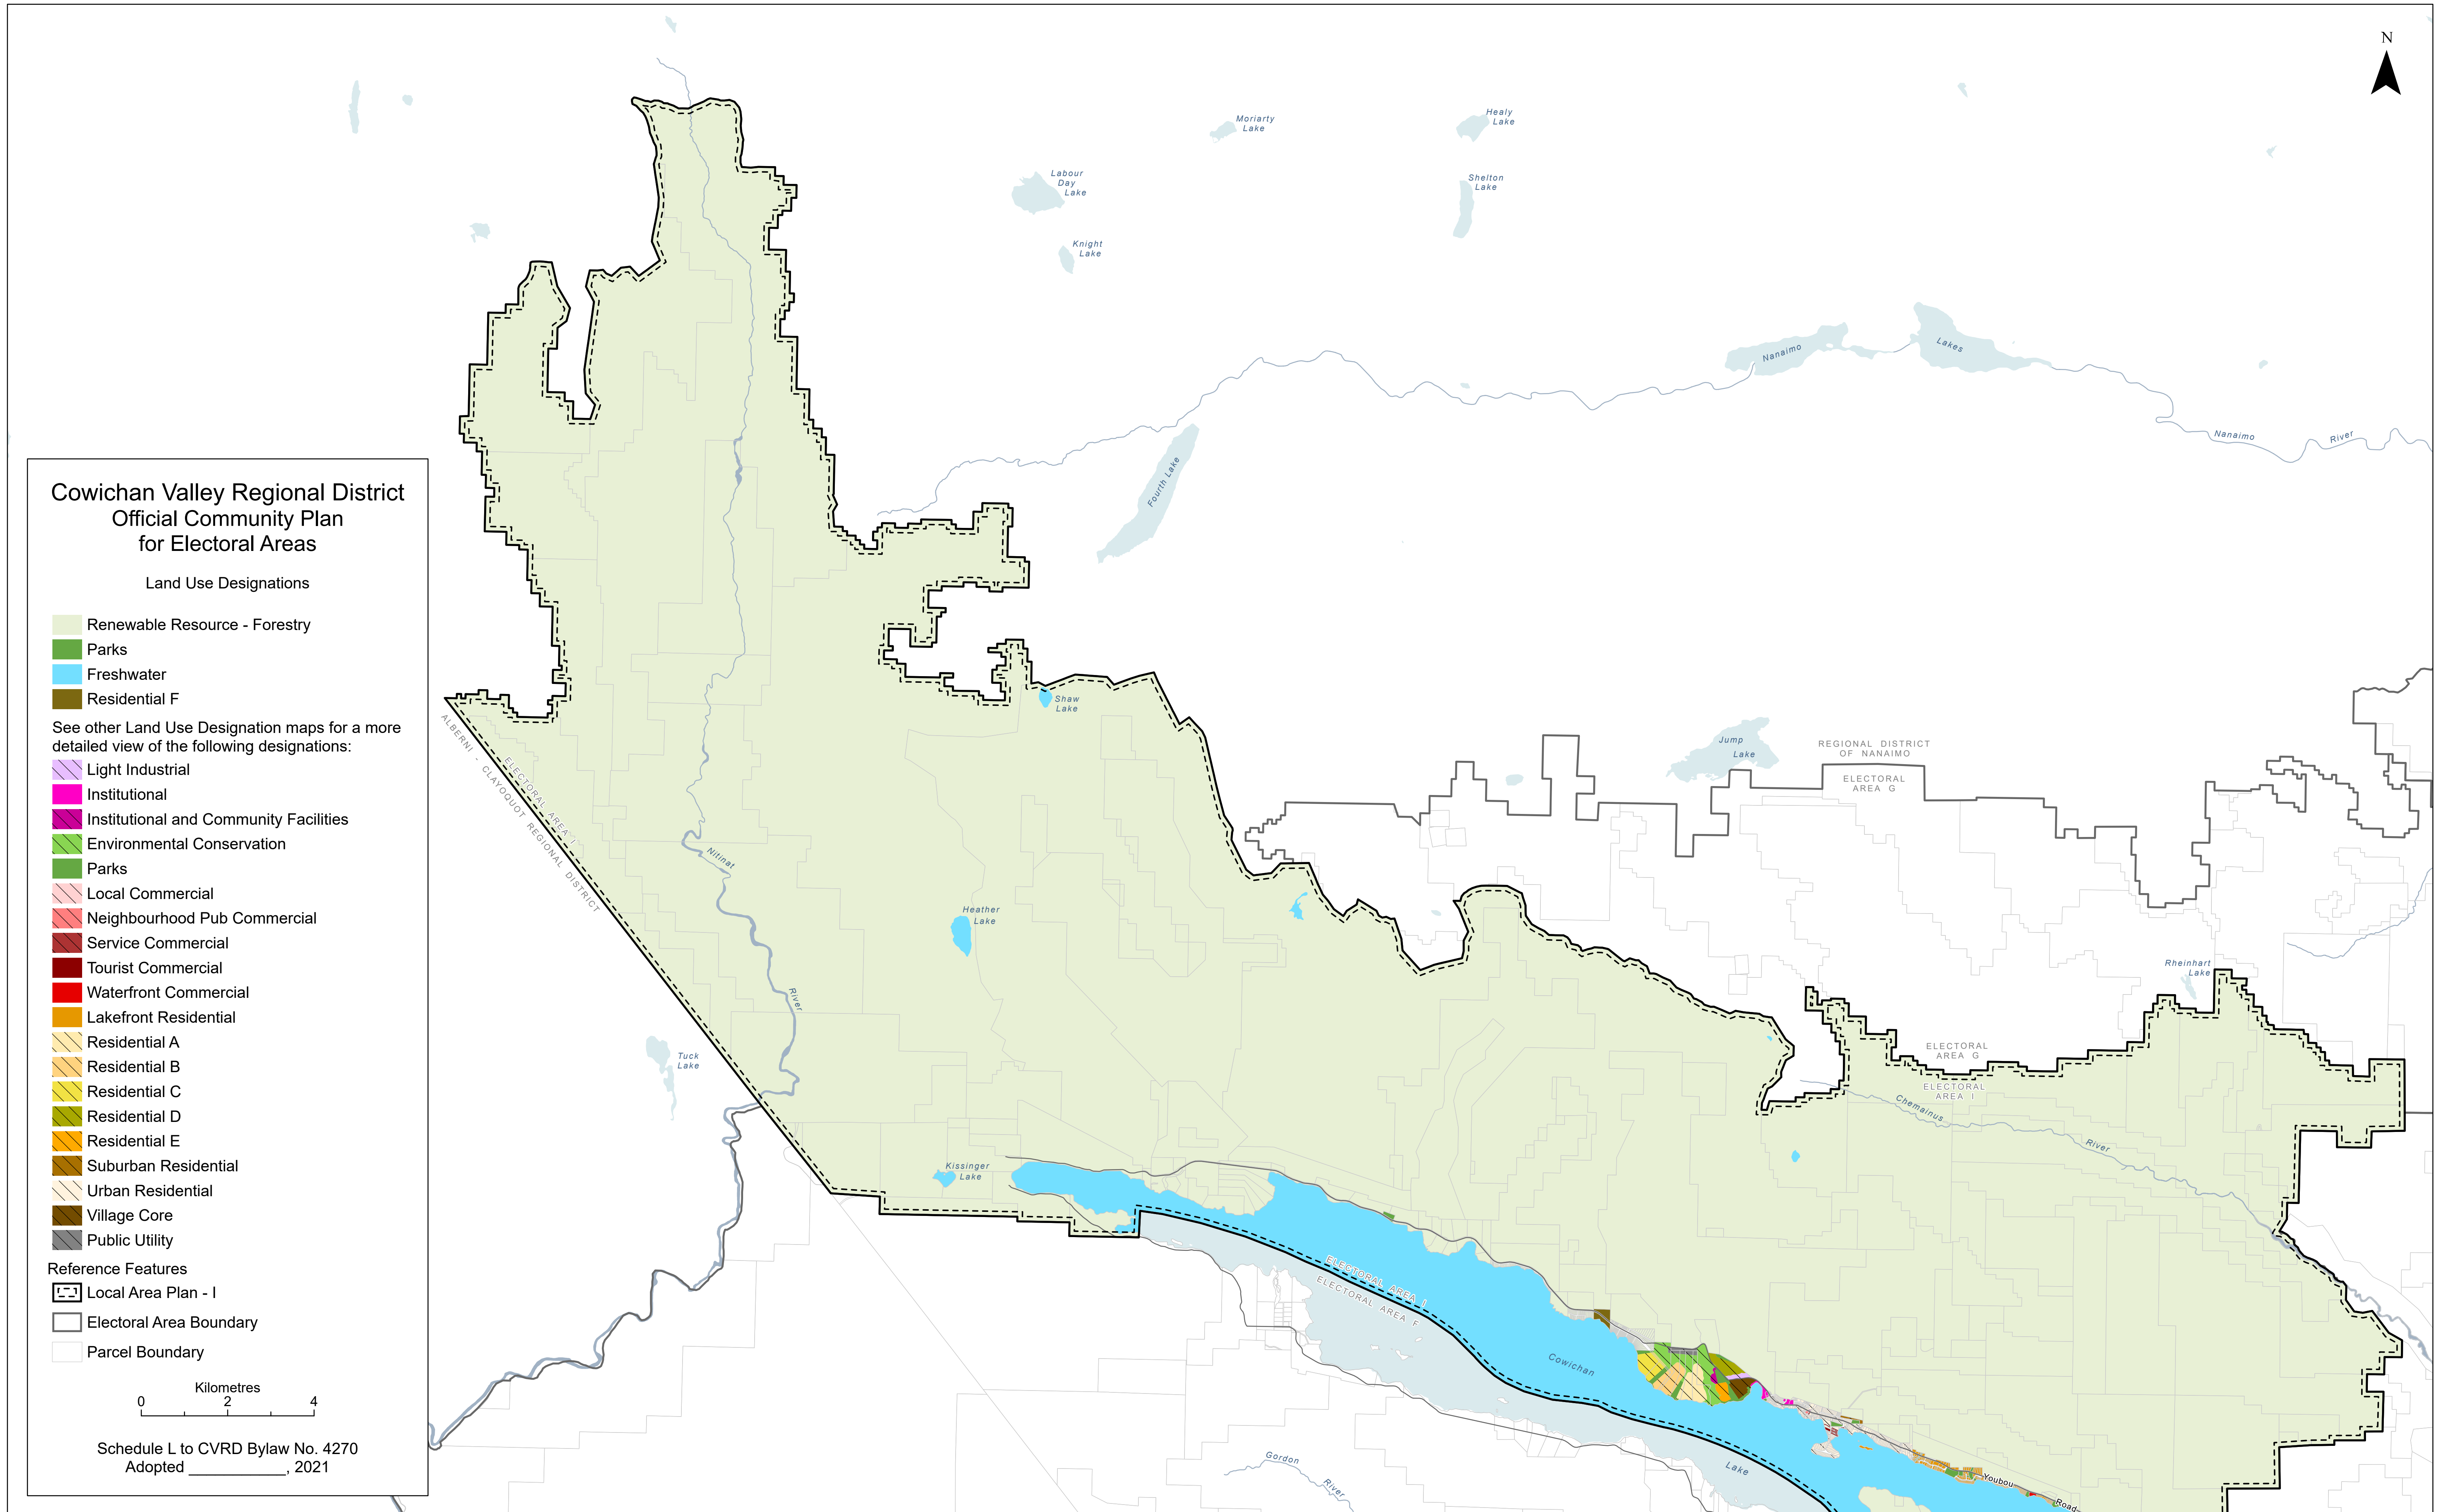 N
Moriarty
Lake
Healy
Lake
Labour
Day
Lake
Shelton
Lake
Knight
Lake
Nanaimo
Lakes
Nanaimo
River
Fourth Lake
Cowichan Valley Regional District
Official Community Plan
for Electoral Areas
Land Use Designations
Renewable Resource - Forestry
Parks
Freshwater
Residential F
See other Land Use Designation maps for a more
detailed view of the following designations:
Light Industrial
Institutional
Institutional and Community Facilities
Environmental Conservation
Parks
Local Commercial
Neighbourhood Pub Commercial
Service Commercial
Tourist Commercial
Waterfront Commercial
Lakefront Residential
Residential A
Residential B
Residential C
Residential D
Residential E
Suburban Residential
Urban Residential
Village Core
Public Utility
Reference Features
Local Area Plan - I
Electoral Area Boundary
Parcel Boundary
Kilometres
0 2 4
Schedule L to CVRD Bylaw No. 4270
Adopted ____________, 2021
ELECTORAL AREA I
ALBERNI - CLAYOQUOT REGIONAL DISTRICT
Shaw
Lake
Jump
Lake
REGIONAL DISTRICT
OF NANAIMO
ELECTORAL
AREA G
Nitinat
River
Heather
Lake
Rheinhart
Lake
Tuck
Lake
ELECTORAL
AREA G
ELECTORAL
AREA I
Chemainus
River
Kissinger
Lake
ELECTORAL AREA I
ELECTORAL AREA F
Cowichan
Lake
Gordon
River
Youbou
Road